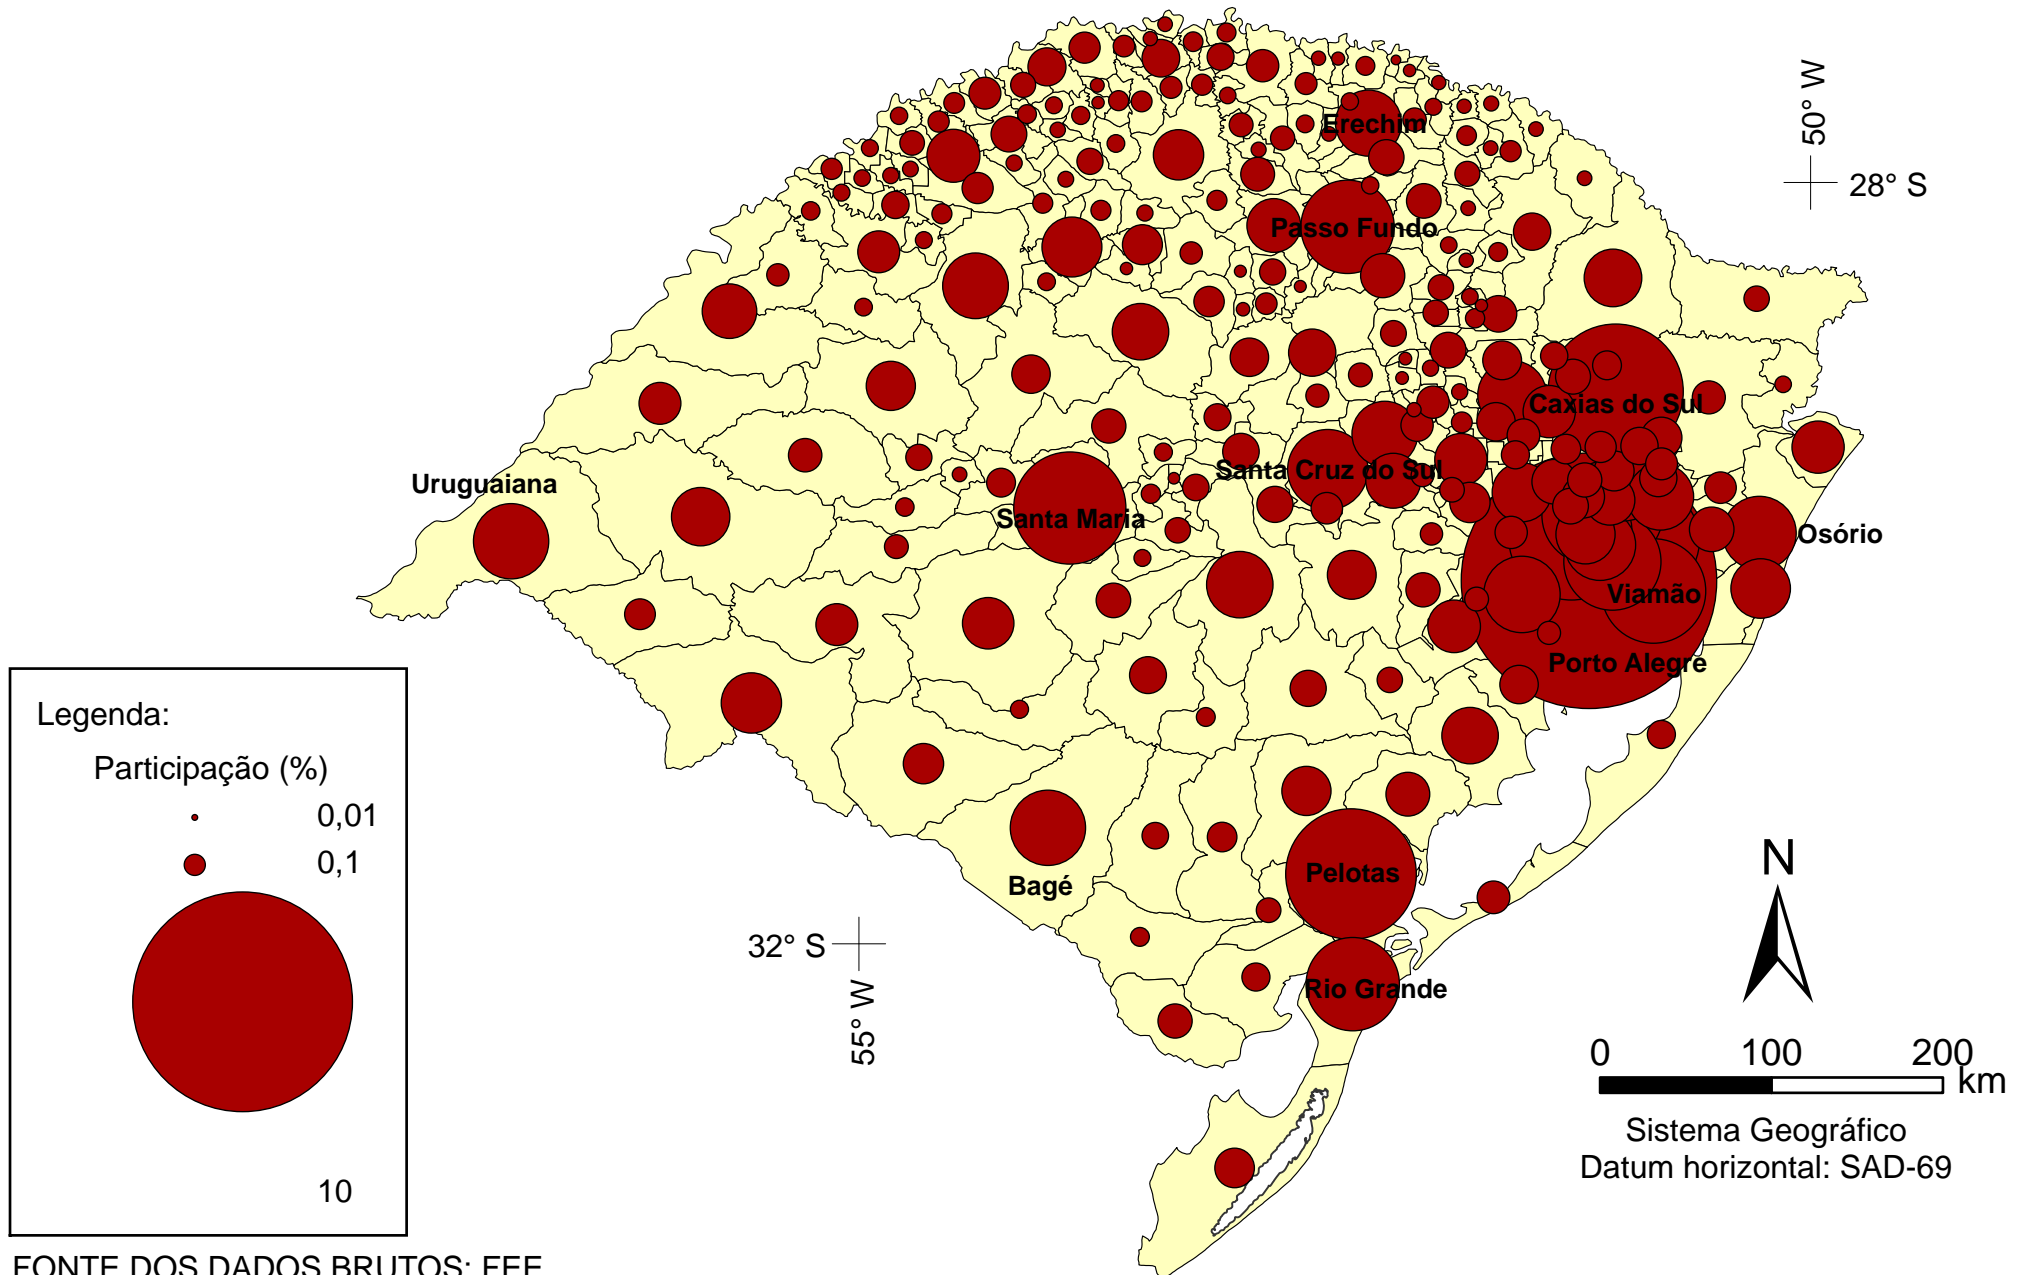 50° W
28° S
Erechim
Passo Fundo
Caxias do Sul
Santa Cruz do Sul
Uruguaiana
Santa Maria
Osório
Viamão
Porto Alegre
Legenda:
Participação (%)
0,01
0,1
10
Bagé
Pelotas
Rio Grande
32° S
55° W
N
0 100 200
km
Sistema Geográfico
Datum horizontal: SAD-69
FONTE DOS DADOS BRUTOS: FEE